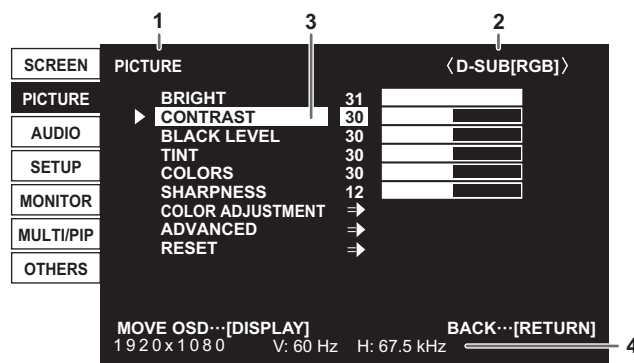 1 3 2
SCREEN
PICTURE
AUDIO
SETUP
MONITOR
MULTI/PIP
OTHERS
PICTURE 〈D-SUB[RGB]〉
BRIGHT 31
CONTRAST 30
BLACK LEVEL 30
TINT 30
COLORS 30
SHARPNESS 12
COLOR ADJUSTMENT
ADVANCED
RESET
MOVE OSD···[DISPLAY] BACK···[RETURN]
1920x1080 V: 60 Hz H: 67.5 kHz 4